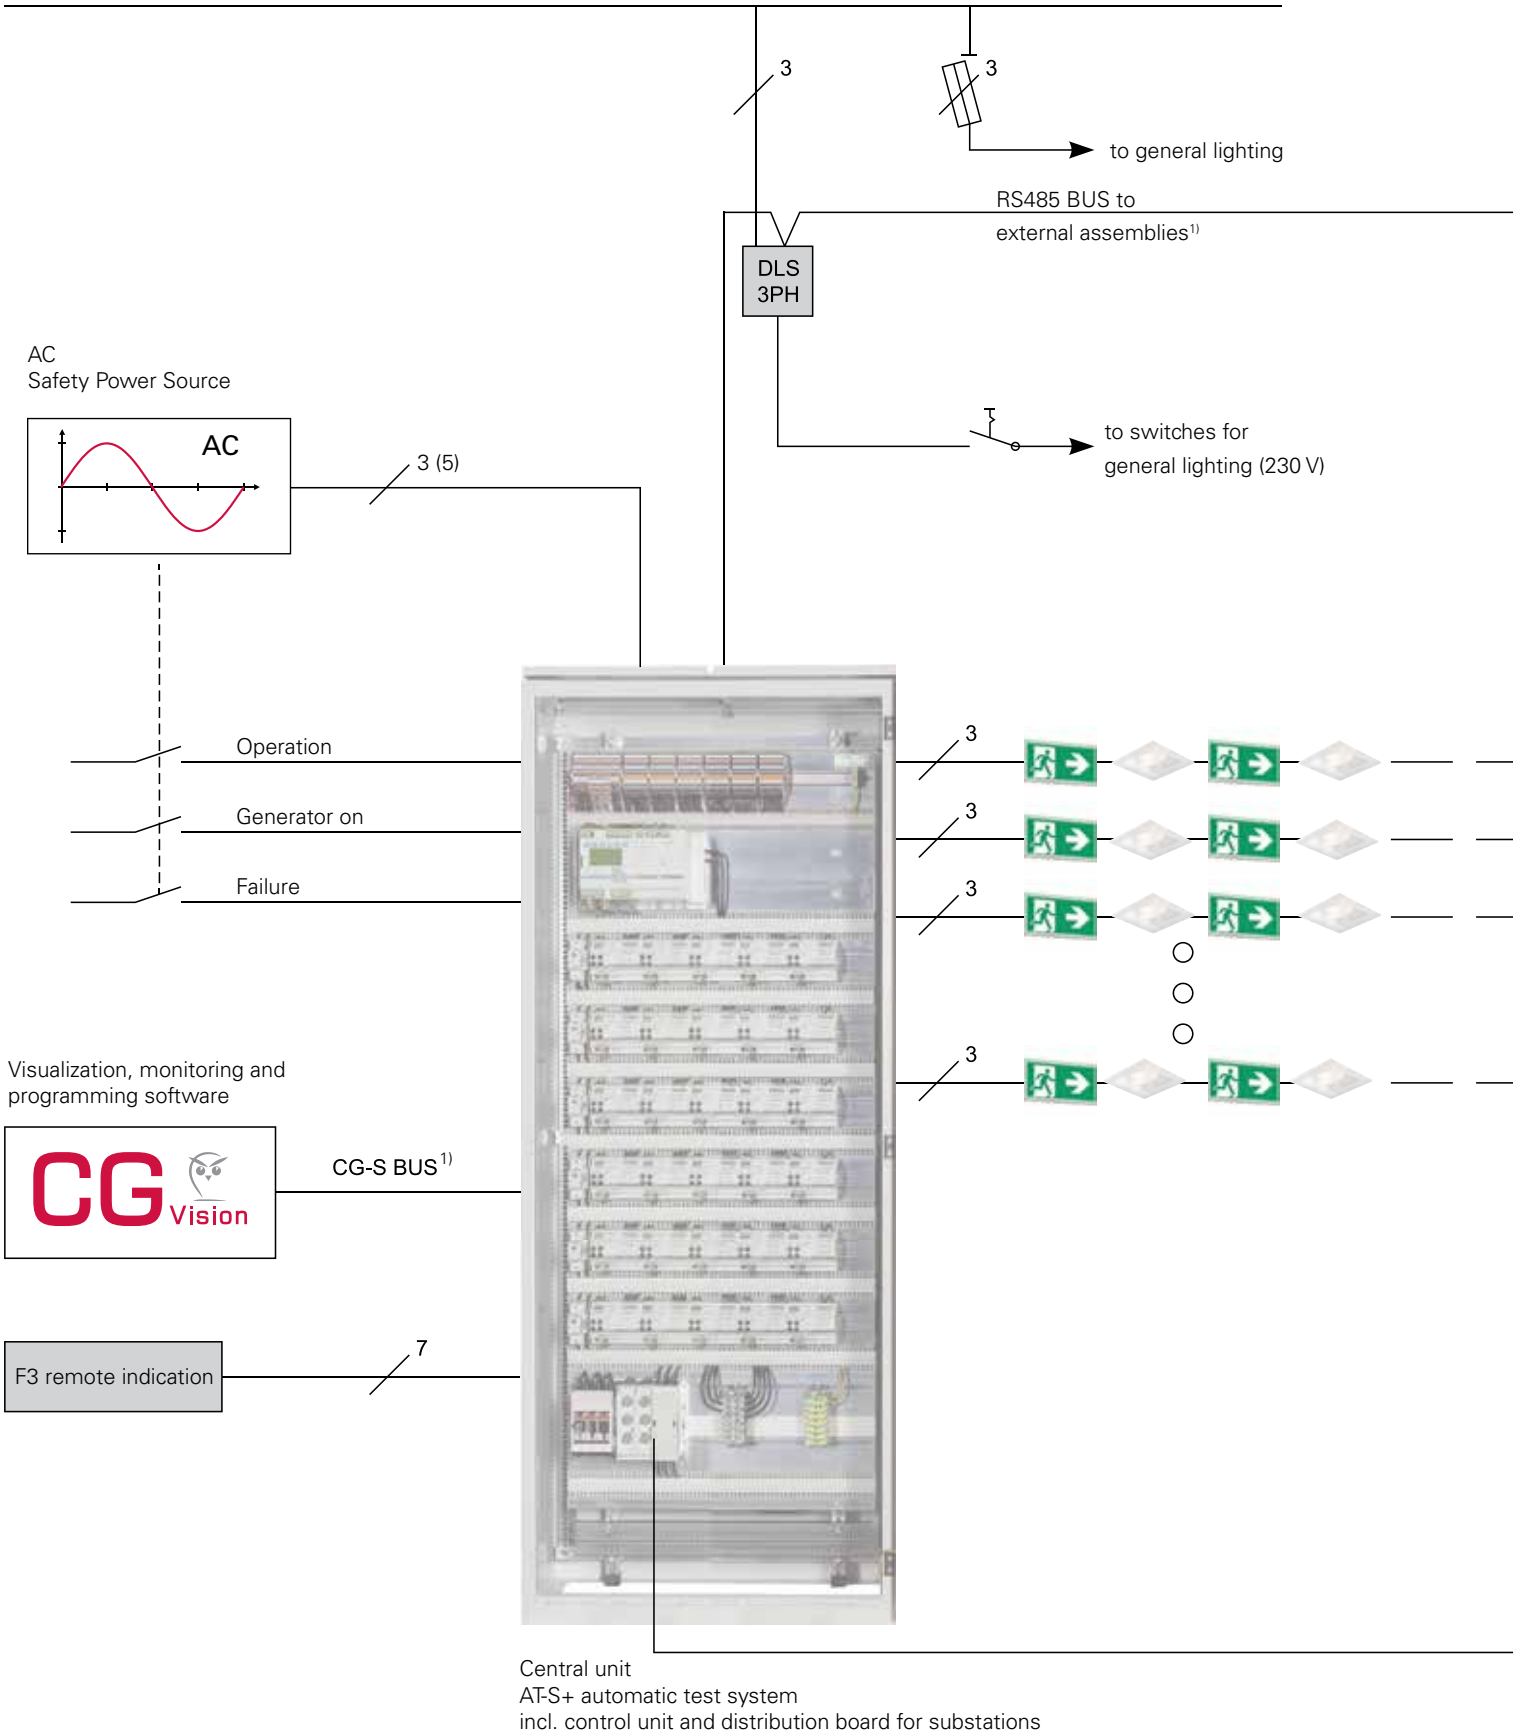 3
3
to general lighting
RS485 BUS to
external assemblies¹⁾
DLS
3PH
AC
Safety Power Source
AC
3 (5)
to switches for
general lighting (230 V)
Operation
3
Generator on
3
Failure
3
3
Visualization, monitoring and
programming software
CG
Vision
CG-S BUS¹⁾
F3 remote indication
7
Central unit
AT-S+ automatic test system
incl. control unit and distribution board for substations